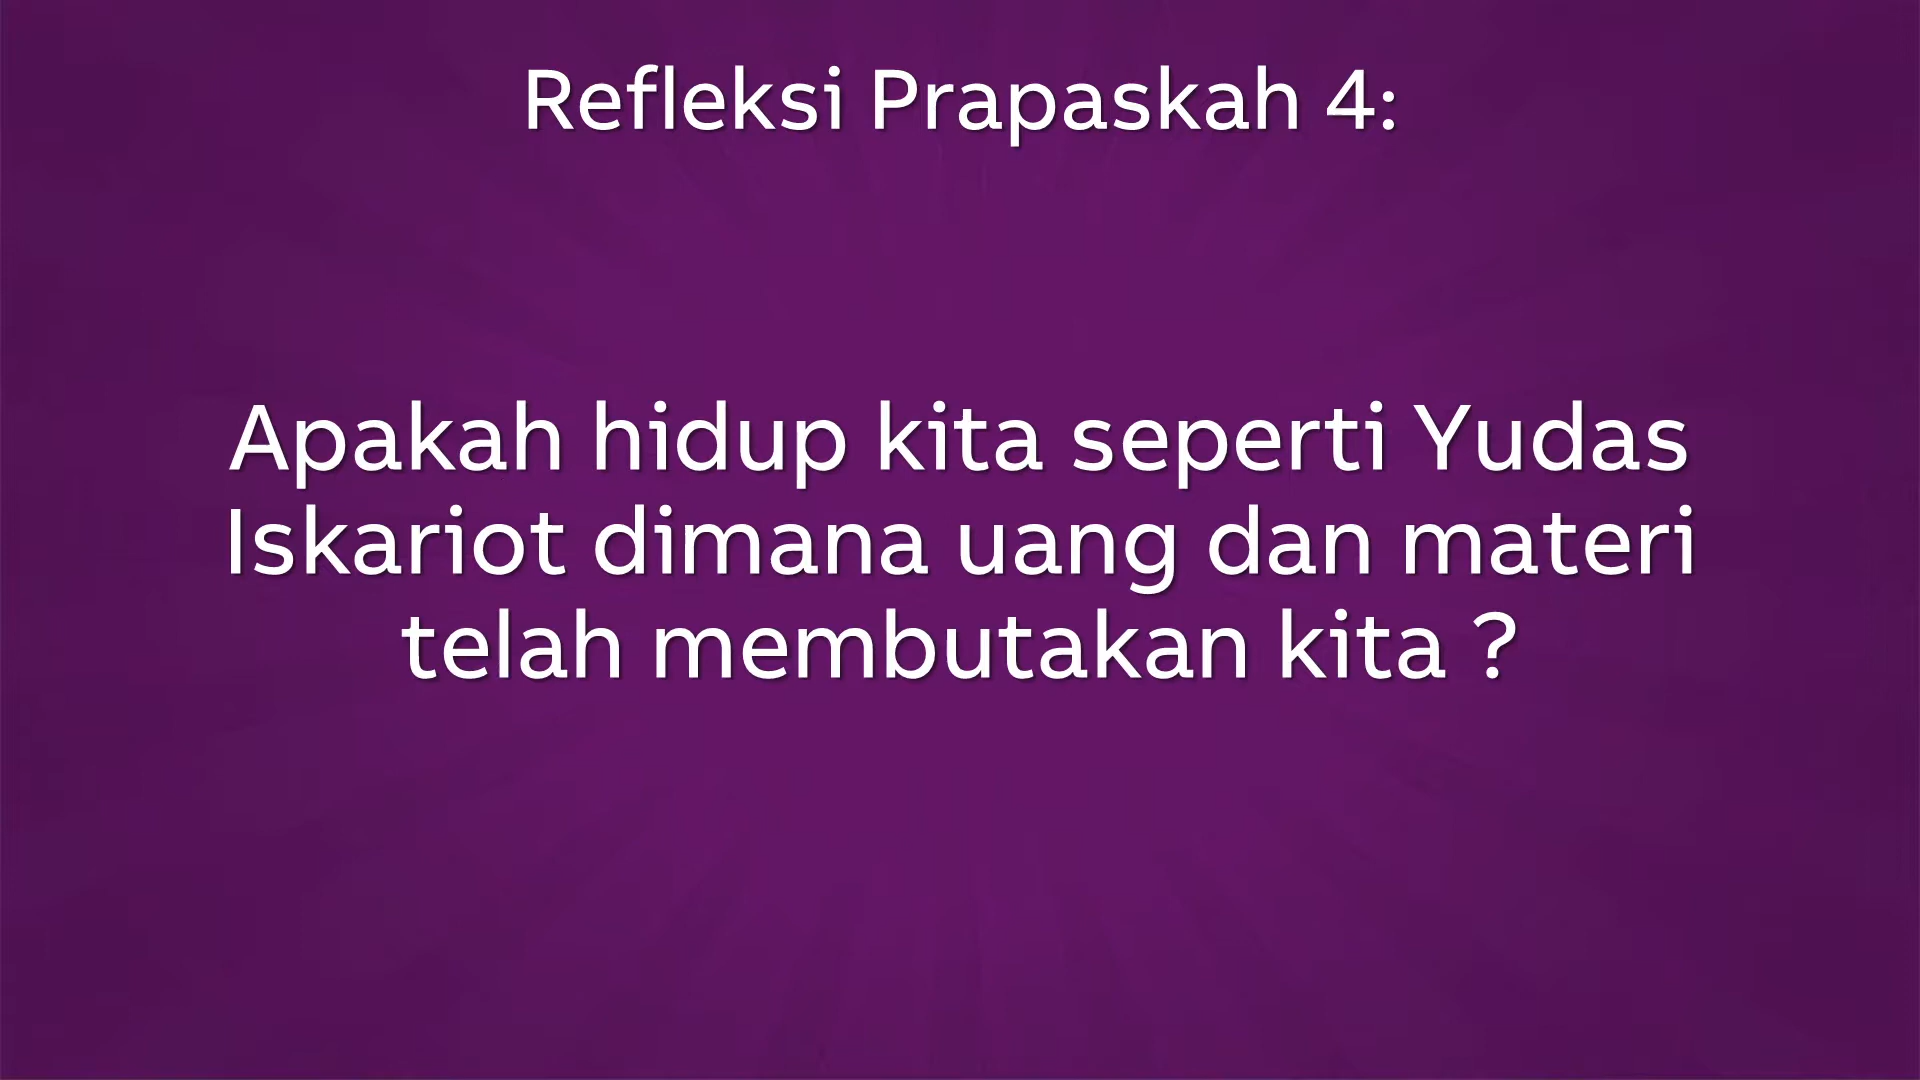 Refleksi Prapaskah 4:
Apakah hidup kita seperti Yudas
Iskariot dimana uang dan materi
telah membutakan kita ?